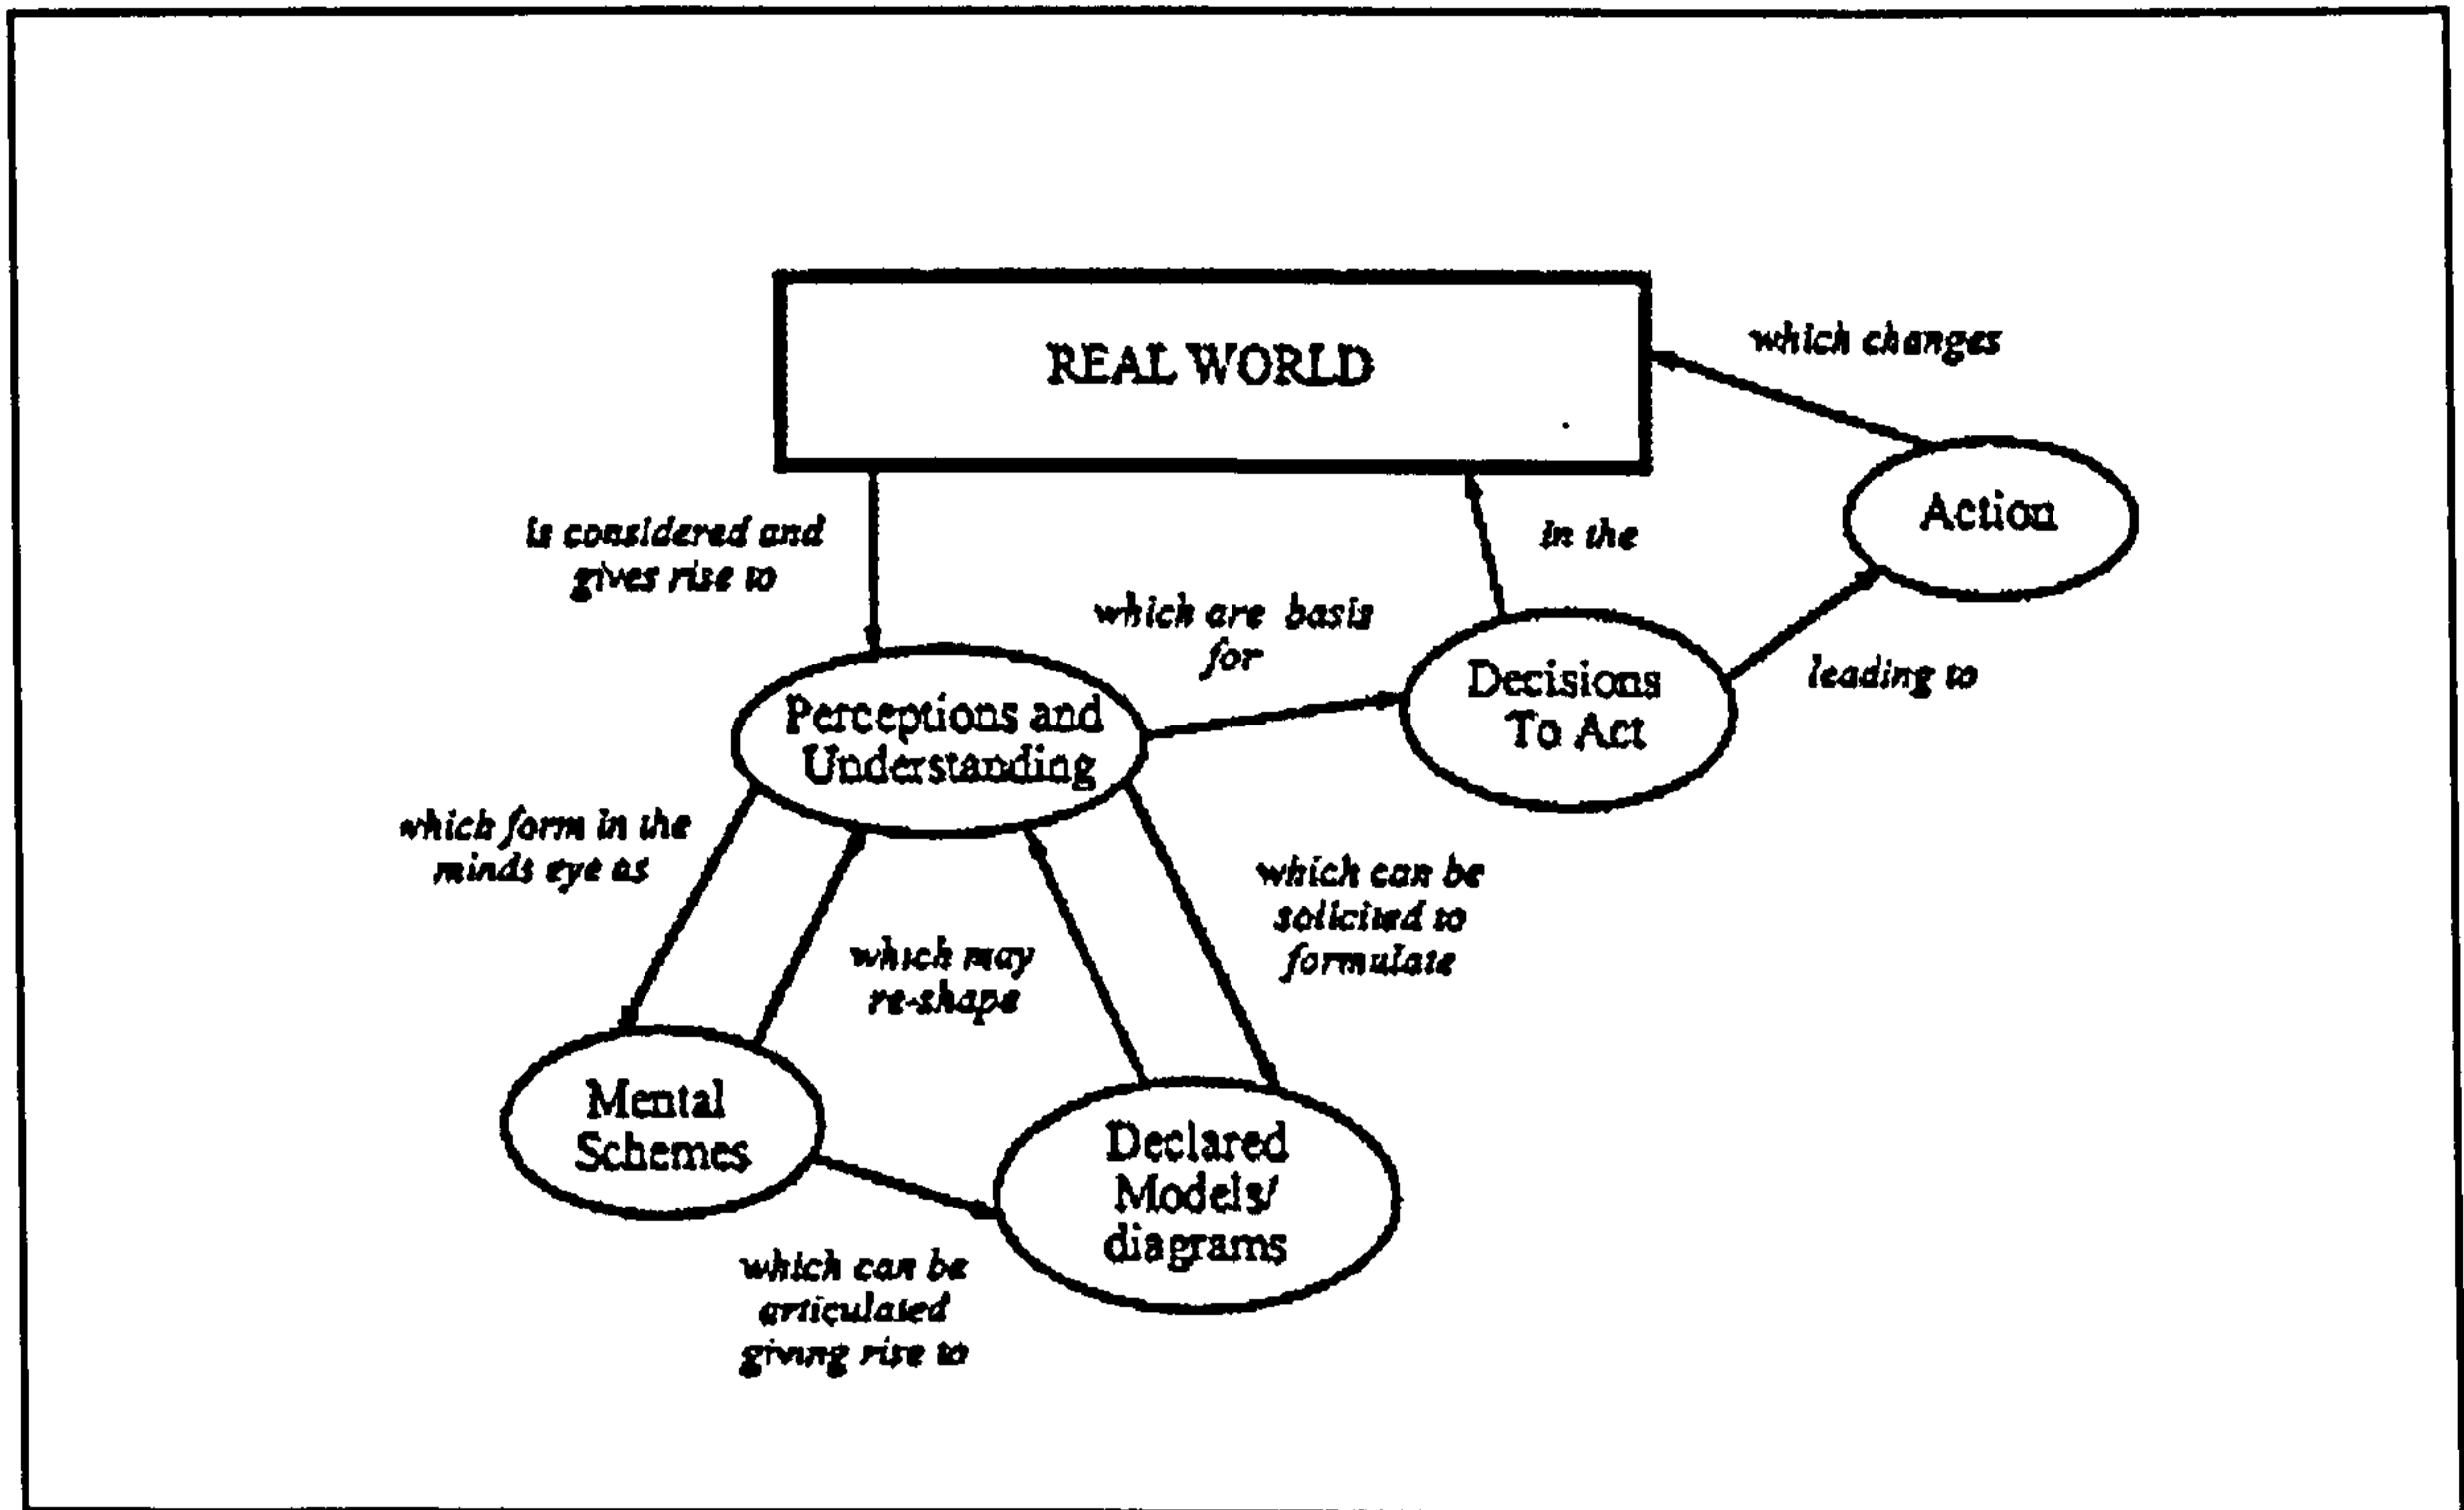 REAL WORLD
which changes
Action
is considered and
gives rise to
in the
which are basis
for
Decisions
To Act
leading to
Perceptions and
Understanding
which form in the
minds eye as
which may
re-shape
which can be
solicited to
formulate
Mental
Schemes
Declared
Models/
diagrams
which can be
articulated
giving rise to